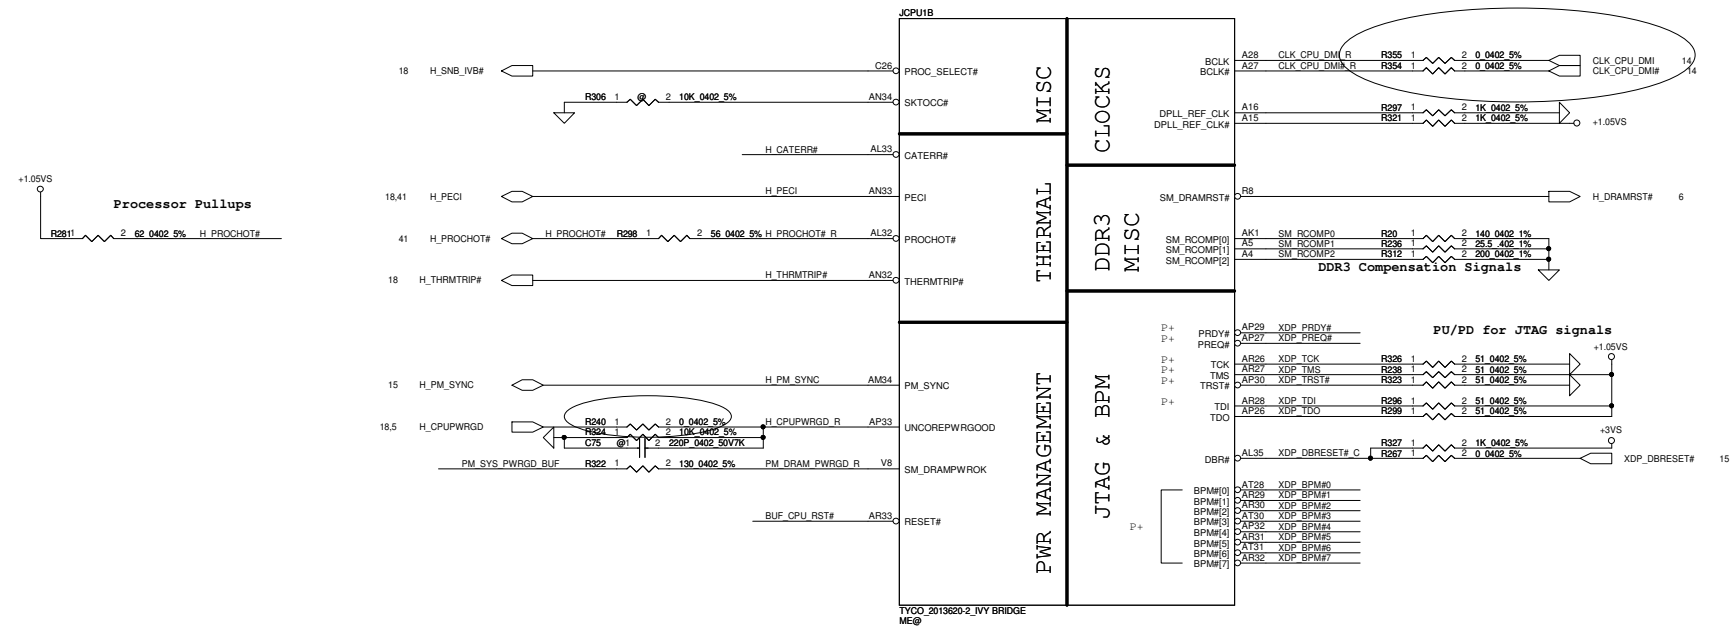 JCPU1B
18 H_SNB_IVB# C26 PROC_SELECT#
R306 1 @ 2 10K_0402_5% AN34 SKTOCC#
MISC
H_CATERR# AL33 CATERR#
18,41 H_PECI H_PECI AN33 PECI
+1.05VS
Processor Pullups
R281 1 2 62_0402_5% H_PROCHOT#
41 H_PROCHOT# H_PROCHOT# R298 1 2 56_0402_5% H_PROCHOT#_R AL32 PROCHOT#
18 H_THRMTRIP# H_THRMTRIP# AN32 THERMTRIP#
THERMAL
15 H_PM_SYNC H_PM_SYNC AM34 PM_SYNC
18,5 H_CPUPWRGD R240 1 2 0_0402_5% H_CPUPWRGD_R AP33 UNCOREPWRGOOD
R324 1 2 10K_0402_5%
C75 @1 2 220P_0402_50V7K
PM_SYS_PWRGD_BUF R322 1 2 130_0402_5% PM_DRAM_PWRGD_R V8 SM_DRAMPWROK
BUF_CPU_RST# AR33 RESET#
PWR MANAGEMENT
CLOCKS
BCLK A28 CLK_CPU_DMI_R R355 1 2 0_0402_5% CLK_CPU_DMI 14
BCLK# A27 CLK_CPU_DMI#_R R354 1 2 0_0402_5% CLK_CPU_DMI# 14
DPLL_REF_CLK A16 R297 1 2 1K_0402_5%
DPLL_REF_CLK# A15 R321 1 2 1K_0402_5% +1.05VS
DDR3
MISC
SM_DRAMRST# R8 H_DRAMRST# 6
SM_RCOMP[0] AK1 SM_RCOMP0 R20 1 2 140_0402_1%
SM_RCOMP[1] A5 SM_RCOMP1 R236 1 2 25.5_.402_1%
SM_RCOMP[2] A4 SM_RCOMP2 R312 1 2 200_0402_1%
DDR3 Compensation Signals
JTAG & BPM
PU/PD for JTAG signals
+1.05VS
P+ PRDY# AP29 XDP_PRDY#
P+ PREQ# AP27 XDP_PREQ#
P+ TCK AR26 XDP_TCK R326 1 2 51_0402_5%
P+ TMS AR27 XDP_TMS R238 1 2 51_0402_5%
P+ TRST# AP30 XDP_TRST# R323 1 2 51_0402_5%
P+ TDI AR28 XDP_TDI R296 1 2 51_0402_5%
TDO AP26 XDP_TDO R299 1 2 51_0402_5%
+3VS
R327 1 2 1K_0402_5%
DBR# AL35 XDP_DBRESET#_C R267 1 2 0_0402_5% XDP_DBRESET# 15
BPM#[0] AT28 XDP_BPM#0
BPM#[1] AR29 XDP_BPM#1
BPM#[2] AR30 XDP_BPM#2
P+ BPM#[3] AT30 XDP_BPM#3
BPM#[4] AP32 XDP_BPM#4
BPM#[5] AR31 XDP_BPM#5
BPM#[6] AT31 XDP_BPM#6
BPM#[7] AR32 XDP_BPM#7
TYCO_2013620-2_IVY BRIDGE
ME@